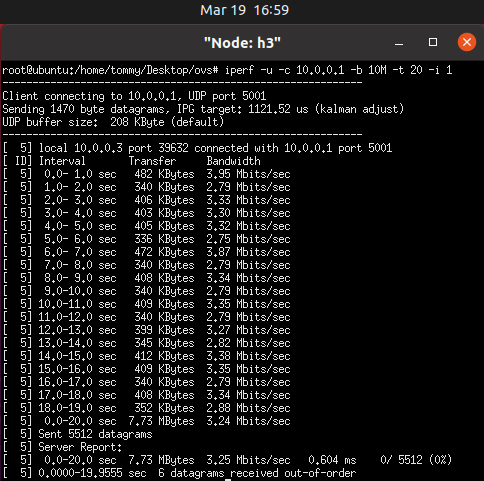 Mar 19  16:59
"Node: h3"
root@ubuntu:/home/tommy/Desktop/ovs# iperf -u -c 10.0.0.1 -b 10M -t 20 -i 1
------------------------------------------------------------
Client connecting to 10.0.0.1, UDP port 5001
Sending 1470 byte datagrams, IPG target: 1121.52 us (kalman adjust)
UDP buffer size:  208 KByte (default)
------------------------------------------------------------
[  5] local 10.0.0.3 port 39632 connected with 10.0.0.1 port 5001
[ ID] Interval       Transfer     Bandwidth
[  5]  0.0- 1.0 sec   482 KBytes  3.95 Mbits/sec
[  5]  1.0- 2.0 sec   340 KBytes  2.79 Mbits/sec
[  5]  2.0- 3.0 sec   406 KBytes  3.33 Mbits/sec
[  5]  3.0- 4.0 sec   403 KBytes  3.30 Mbits/sec
[  5]  4.0- 5.0 sec   405 KBytes  3.32 Mbits/sec
[  5]  5.0- 6.0 sec   336 KBytes  2.75 Mbits/sec
[  5]  6.0- 7.0 sec   472 KBytes  3.87 Mbits/sec
[  5]  7.0- 8.0 sec   340 KBytes  2.79 Mbits/sec
[  5]  8.0- 9.0 sec   408 KBytes  3.34 Mbits/sec
[  5]  9.0-10.0 sec   340 KBytes  2.79 Mbits/sec
[  5] 10.0-11.0 sec   409 KBytes  3.35 Mbits/sec
[  5] 11.0-12.0 sec   340 KBytes  2.79 Mbits/sec
[  5] 12.0-13.0 sec   399 KBytes  3.27 Mbits/sec
[  5] 13.0-14.0 sec   345 KBytes  2.82 Mbits/sec
[  5] 14.0-15.0 sec   412 KBytes  3.38 Mbits/sec
[  5] 15.0-16.0 sec   409 KBytes  3.35 Mbits/sec
[  5] 16.0-17.0 sec   340 KBytes  2.79 Mbits/sec
[  5] 17.0-18.0 sec   408 KBytes  3.34 Mbits/sec
[  5] 18.0-19.0 sec   352 KBytes  2.88 Mbits/sec
[  5]  0.0-20.0 sec  7.73 MBytes  3.24 Mbits/sec
[  5] Sent 5512 datagrams
[  5] Server Report:
[  5]  0.0-20.0 sec  7.73 MBytes  3.25 Mbits/sec   0.604 ms    0/ 5512 (0%)
[  5] 0.0000-19.9555 sec  6 datagrams received out-of-order